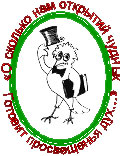 «О сколько нам открытий чудных
готовит просвещенья дух...»